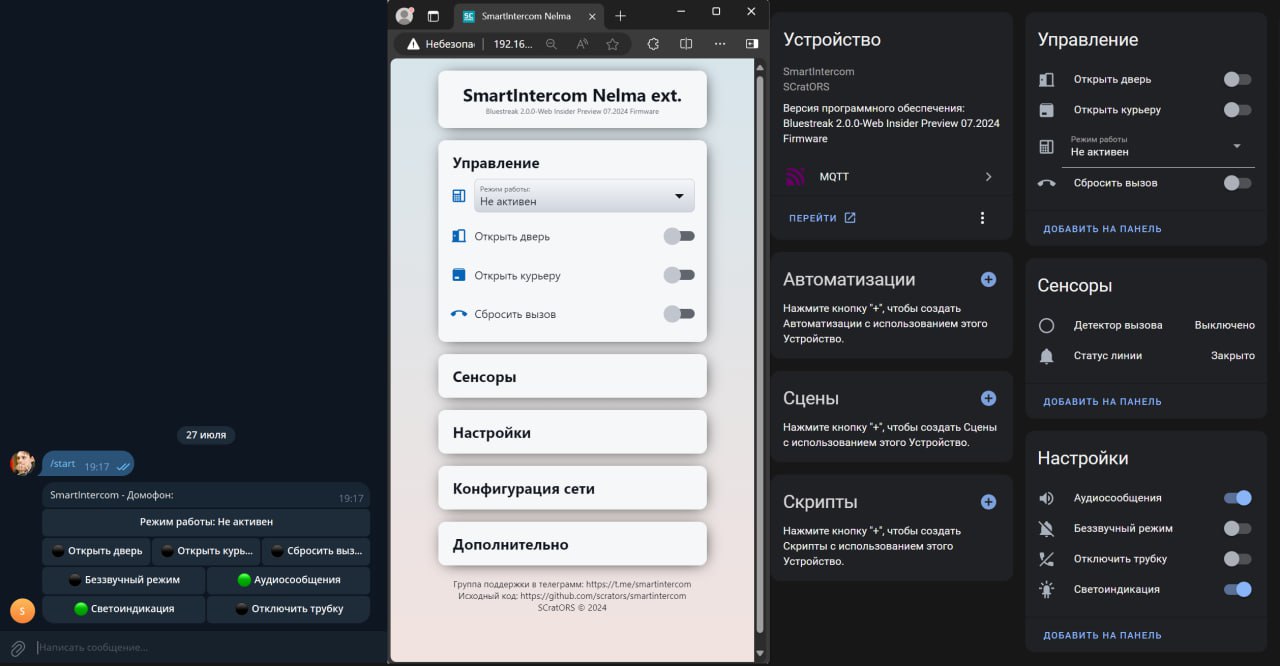 27 июля
/start 19:17
SmartIntercom - Домофон:
19:17
Режим работы: Не активен
Открыть дверь
Открыть курь...
Сбросить выз...
Беззвучный режим
Аудиосообщения
Светоиндикация
Отключить трубку
S
Написать сообщение...
SmartIntercom Nelma
Небезопа
192.16...
SmartIntercom Nelma ext.
Bluestreak 2.0.0-Web Insider Preview 07.2024 Firmware
Управление
Режим работы:
Не активен
Открыть дверь
Открыть курьеру
Сбросить вызов
Сенсоры
Настройки
Конфигурация сети
Дополнительно
Группа поддержки в телеграмм: https://t.me/smartintercom
Исходный код: https://github.com/scrators/smartintercom
SCratORS © 2024
Устройство
SmartIntercom
SCratORS
Версия программного обеспечения:
Bluestreak 2.0.0-Web Insider Preview 07.2024
Firmware
MQTT
ПЕРЕЙТИ
Автоматизации
Нажмите кнопку "+", чтобы создать
Автоматизации с использованием этого
Устройство.
Сцены
Нажмите кнопку "+", чтобы создать Сцены
с использованием этого Устройство.
Скрипты
Нажмите кнопку "+", чтобы создать
Скрипты с использованием этого
Устройство.
Управление
Открыть дверь
Открыть курьеру
Режим работы
Не активен
Сбросить вызов
ДОБАВИТЬ НА ПАНЕЛЬ
Сенсоры
Детектор вызова Выключено
Статус линии Закрыто
ДОБАВИТЬ НА ПАНЕЛЬ
Настройки
Аудиосообщения
Беззвучный режим
Отключить трубку
Светоиндикация
ДОБАВИТЬ НА ПАНЕЛЬ